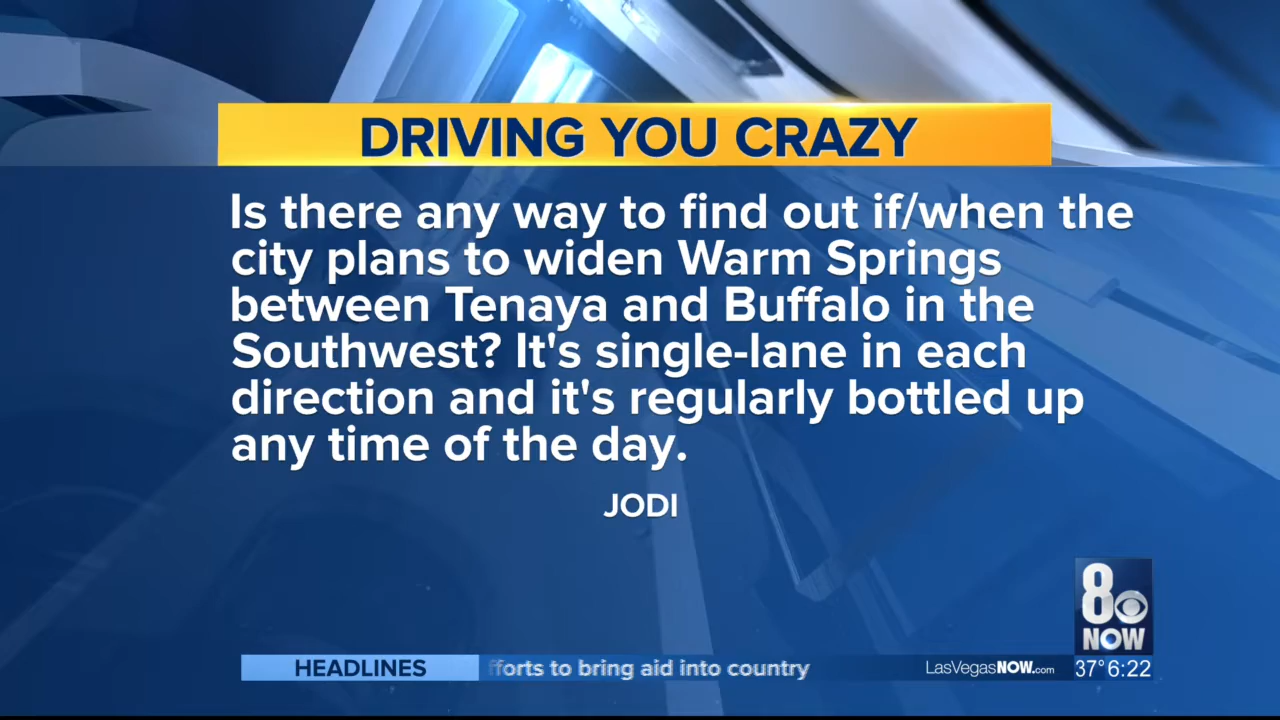 DRIVING YOU CRAZY
Is there any way to find out if/when the
city plans to widen Warm Springs
between Tenaya and Buffalo in the
Southwest? It's single-lane in each
direction and it's regularly bottled up
any time of the day.
JODI
8
NOW
HEADLINES
to bring aid into country
LasVegasNOW.com
37° 6:22